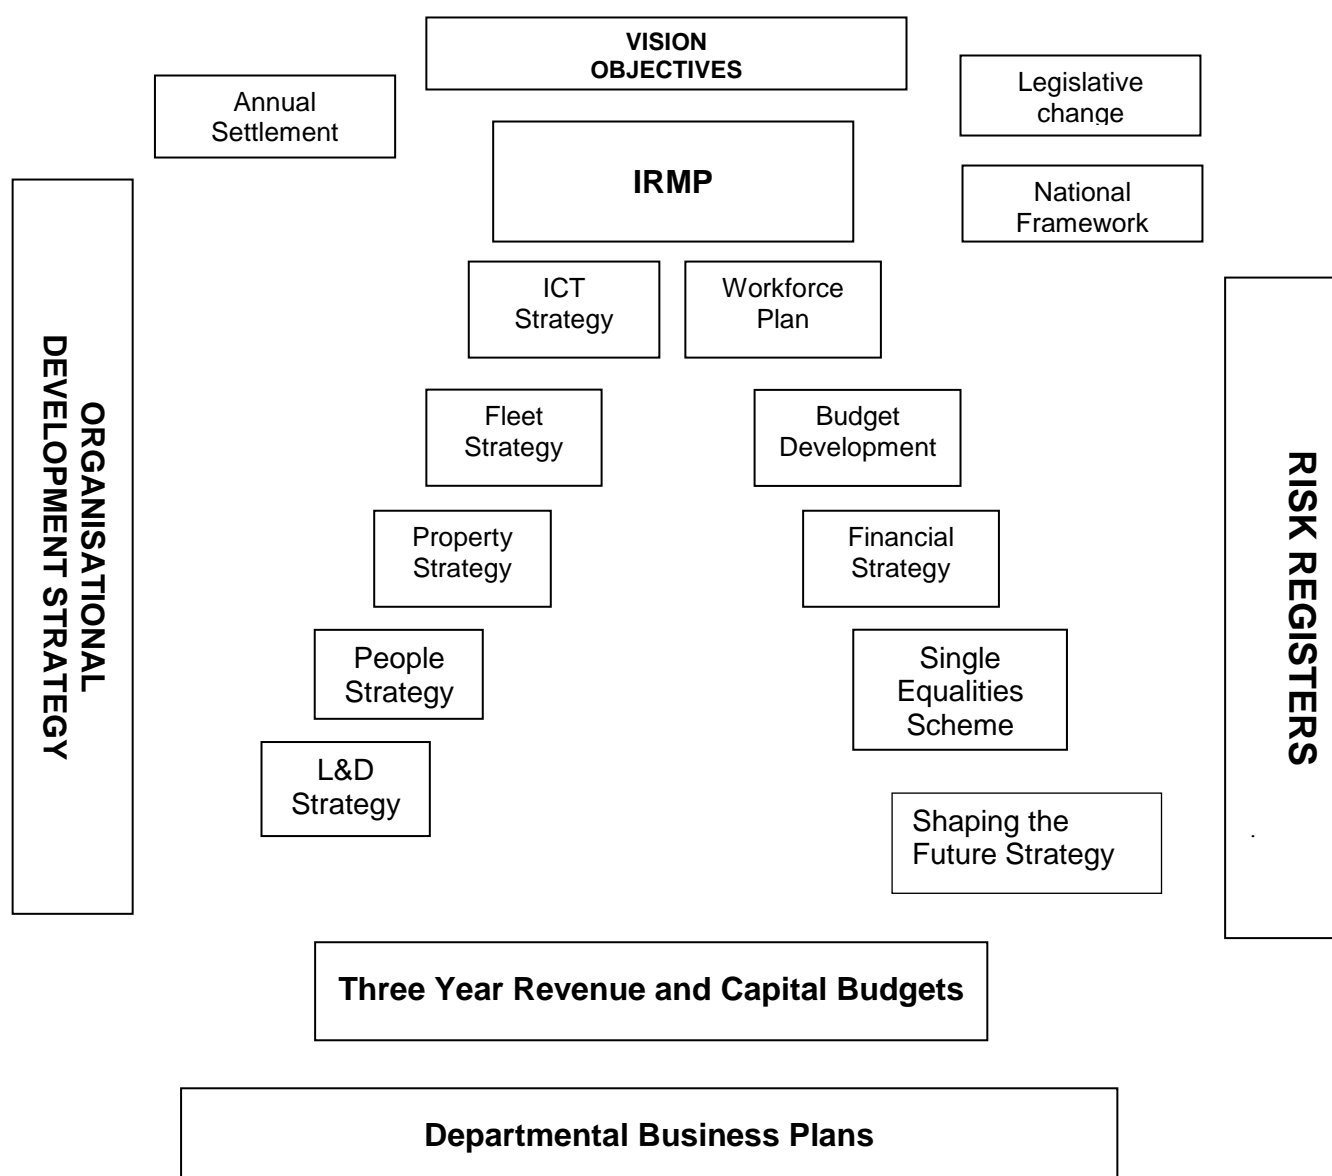 VISION
OBJECTIVES
Annual
Settlement
Legislative
change
IRMP
National
Framework
ICT
Strategy
Workforce
Plan
ORGANISATIONAL
DEVELOPMENT STRATEGY
RISK REGISTERS
Fleet
Strategy
Budget
Development
Property
Strategy
Financial
Strategy
People
Strategy
Single
Equalities
Scheme
L&D
Strategy
Shaping the
Future Strategy
.
Three Year Revenue and Capital Budgets
Departmental Business Plans